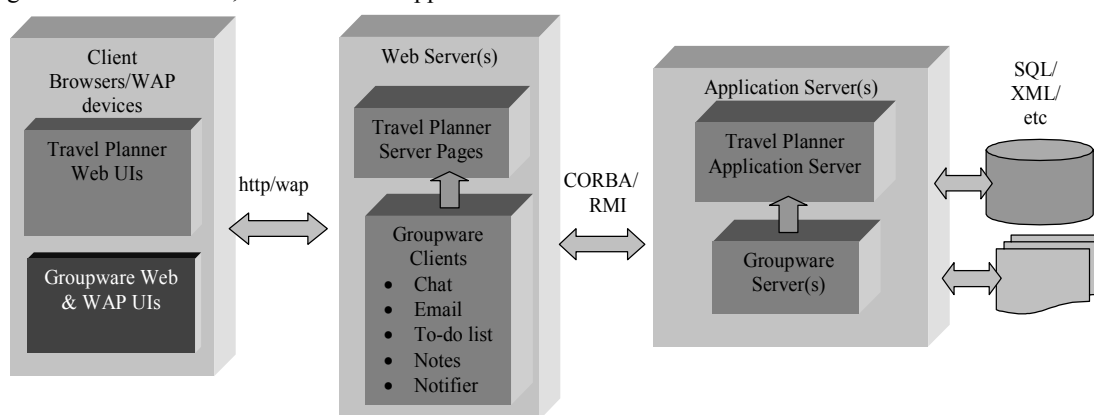 Client
Browsers/WAP
devices
Travel Planner
Web UIs
Groupware Web
& WAP UIs
http/wap
Web Server(s)
Travel Planner
Server Pages
Groupware
Clients
• Chat
• Email
• To-do list
• Notes
• Notifier
CORBA/
RMI
Application Server(s)
Travel Planner
Application Server
Groupware
Server(s)
SQL/
XML/
etc